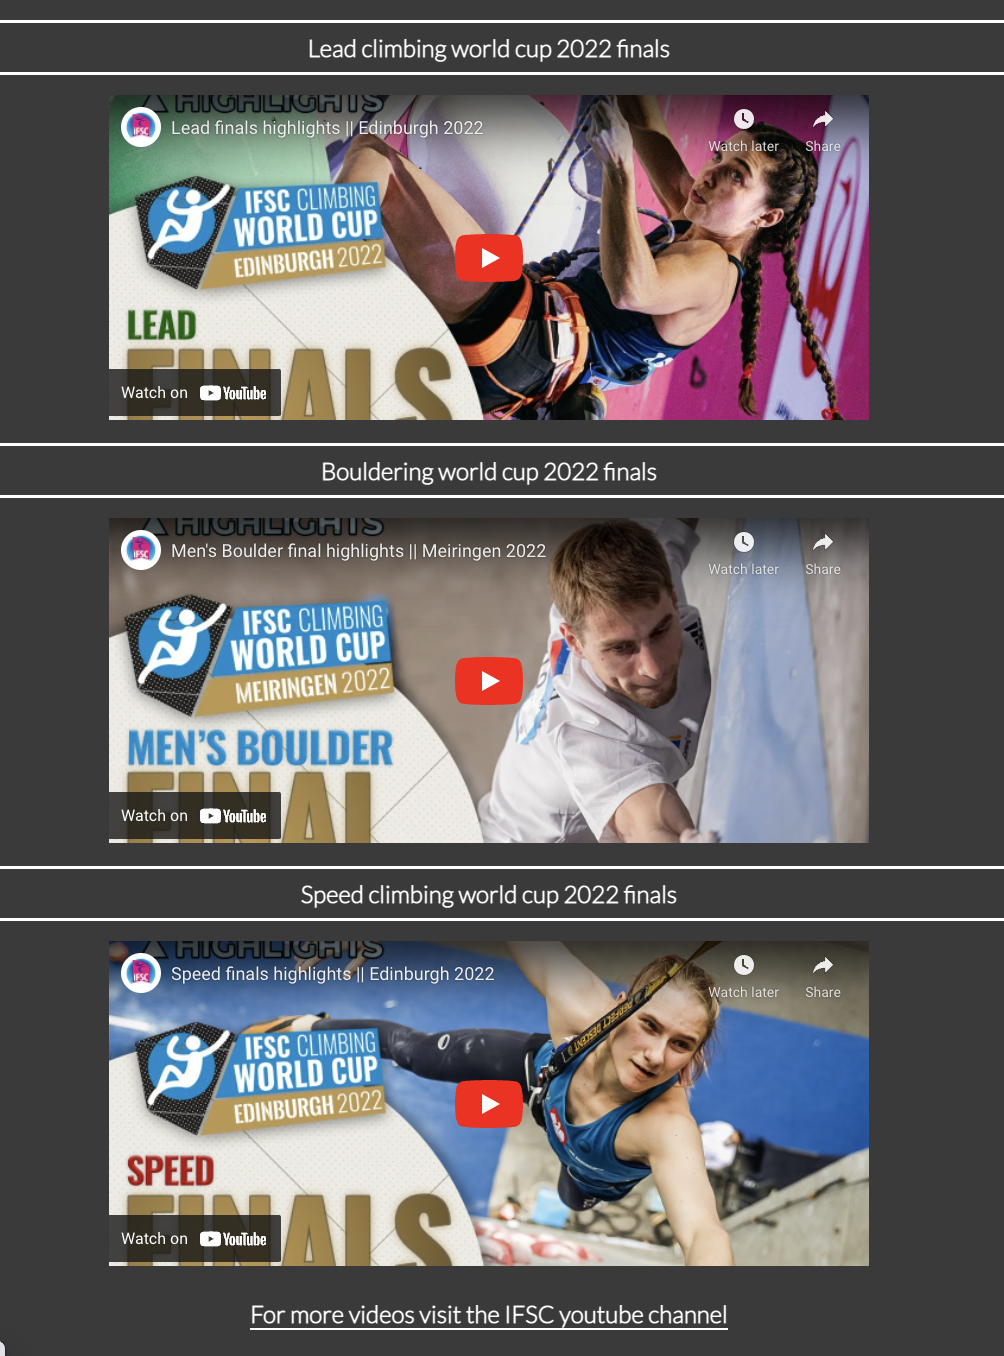 Lead climbing world cup 2022 finals
HIGHLIGHTS
IFSC
Lead finals highlights || Edinburgh 2022
Watch later
Share
IFSC CLIMBING
WORLD CUP
EDINBURGH 2022
LEAD
FINALS
Watch on YouTube
Bouldering world cup 2022 finals
HIGHLIGHTS
IFSC
Men's Boulder final highlights || Meiringen 2022
Watch later
Share
IFSC CLIMBING
WORLD CUP
MEIRINGEN 2022
MEN'S BOULDER
FINAL
Watch on YouTube
Speed climbing world cup 2022 finals
HIGHLIGHTS
IFSC
Speed finals highlights || Edinburgh 2022
Watch later
Share
PERFECT DESCENT
IFSC CLIMBING
WORLD CUP
EDINBURGH 2022
SPEED
FINALS
Watch on YouTube
For more videos visit the IFSC youtube channel